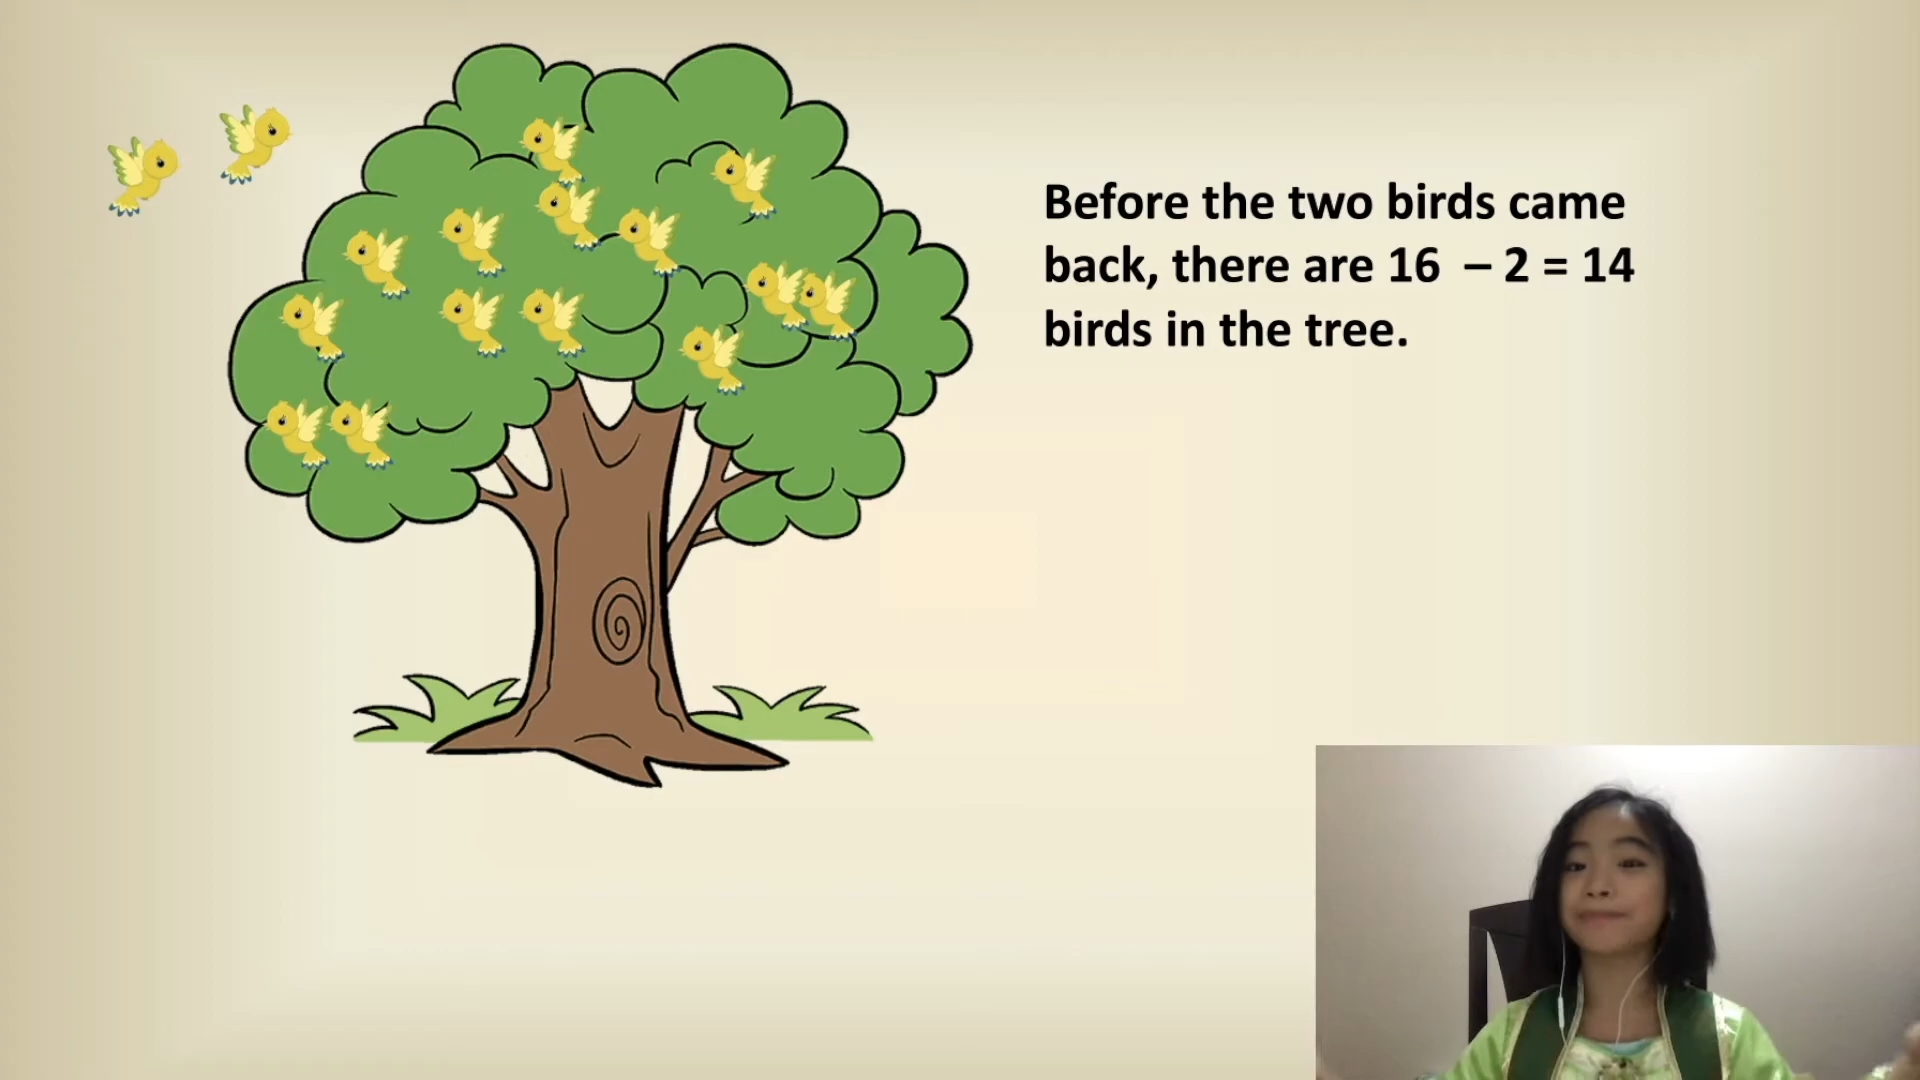 Before the two birds came
back, there are 16 – 2 = 14
birds in the tree.